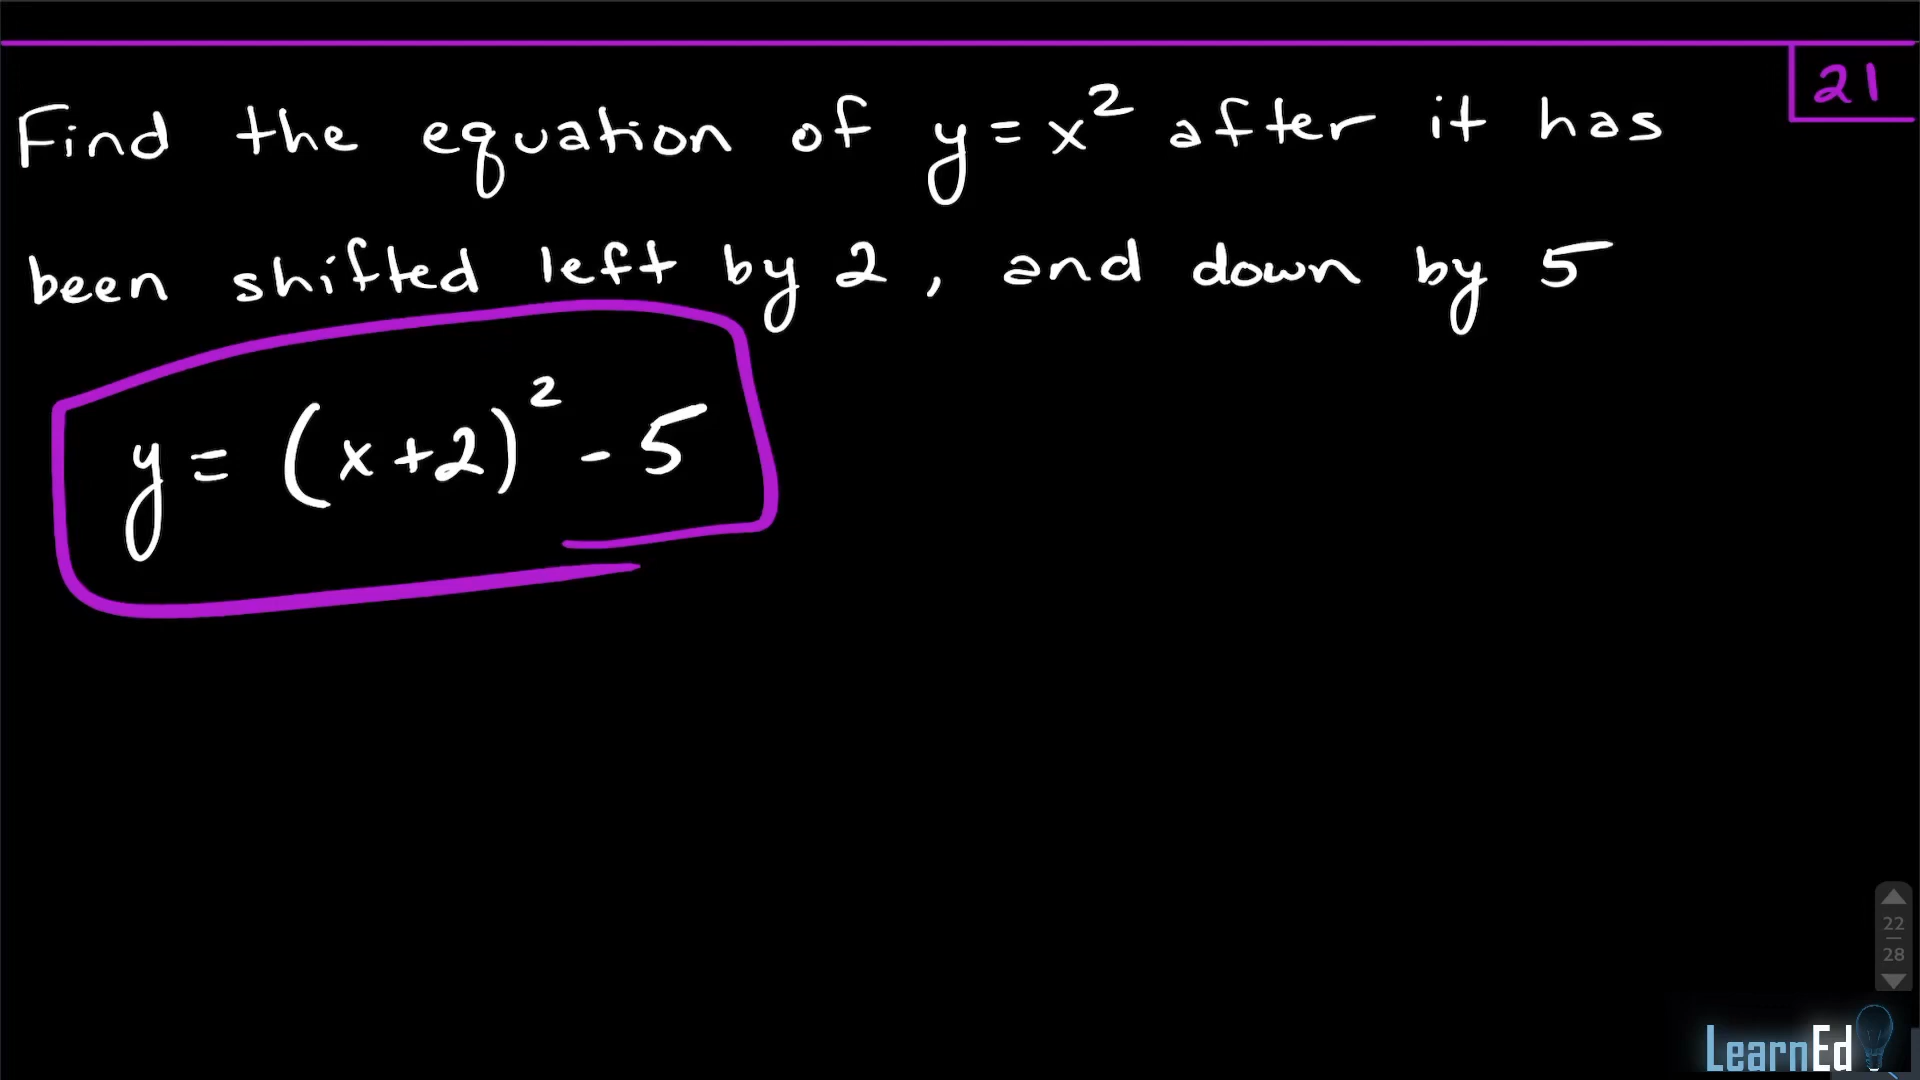 21
Find the equation of y = x² after it has
been shifted left by 2, and down by 5
y = (x+2)² - 5
22
28
LearnEd